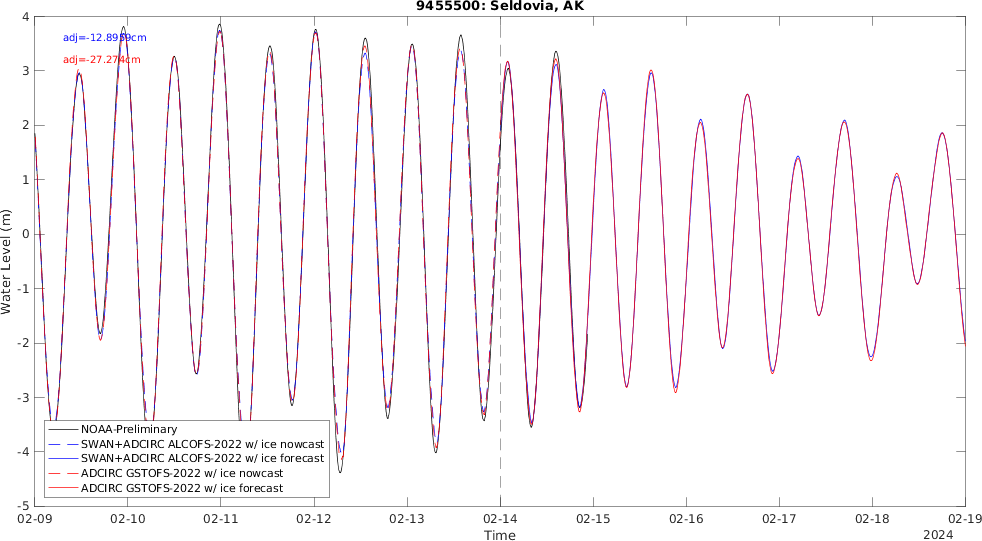 9455500: Seldovia, AK
adj=-12.8959cm
adj=-27.274cm
4
3
2
1
0
-1
-2
-3
-4
-5
Water Level (m)
NOAA-Preliminary
SWAN+ADCIRC ALCOFS-2022 w/ ice nowcast
SWAN+ADCIRC ALCOFS-2022 w/ ice forecast
ADCIRC GSTOFS-2022 w/ ice nowcast
ADCIRC GSTOFS-2022 w/ ice forecast
02-09 02-10 02-11 02-12 02-13 02-14 02-15 02-16 02-17 02-18 02-19
Time
2024